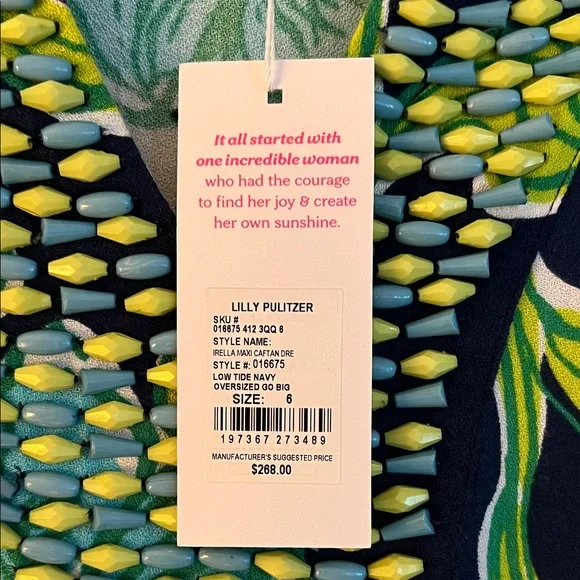 It all started with
one incredible woman
who had the courage
to find her joy & create
her own sunshine.
LILLY PULITZER
SKU #
016675 412 3QQ 6
STYLE NAME:
IRELLA MAXI CAFTAN DRE
STYLE #: 016675
LOW TIDE NAVY
OVERSIZED GO BIG
SIZE: 6
197367 273489
MANUFACTURER'S SUGGESTED PRICE
$268.00